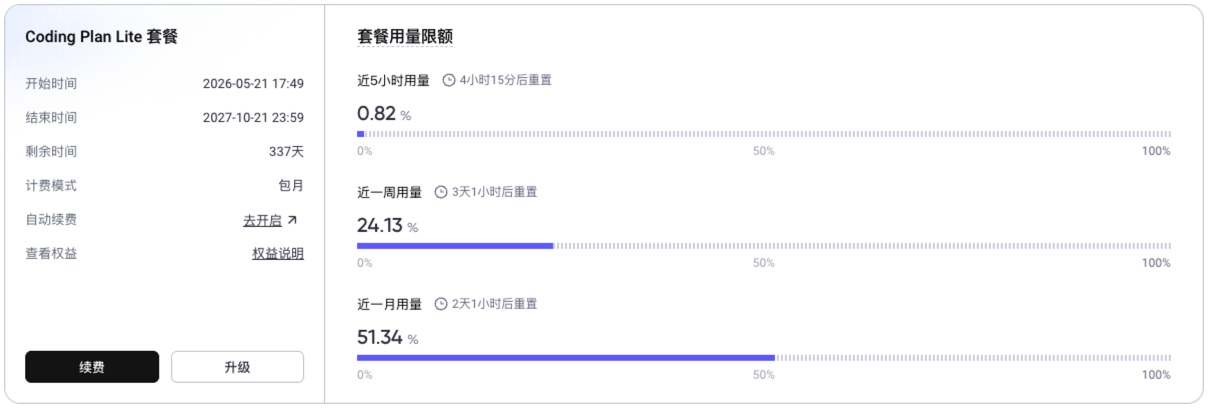 Coding Plan Lite 套餐
开始时间 2026-05-21 17:49
结束时间 2027-10-21 23:59
剩余时间 337天
计费模式 包月
自动续费 去开启
查看权益 权益说明
续费 升级
套餐用量限额
近5小时用量 4小时15分后重置
0.82 %
0% 50% 100%
近一周用量 3天1小时后重置
24.13 %
0% 50% 100%
近一月用量 2天1小时后重置
51.34 %
0% 50% 100%